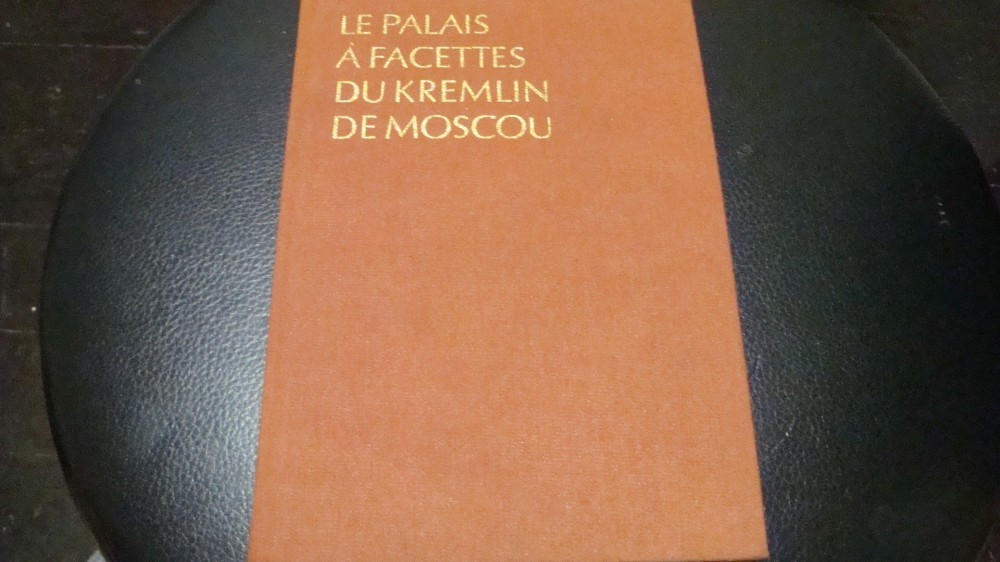 LE PALAIS
À FACETTES
DU KREMLIN
DE MOSCOU